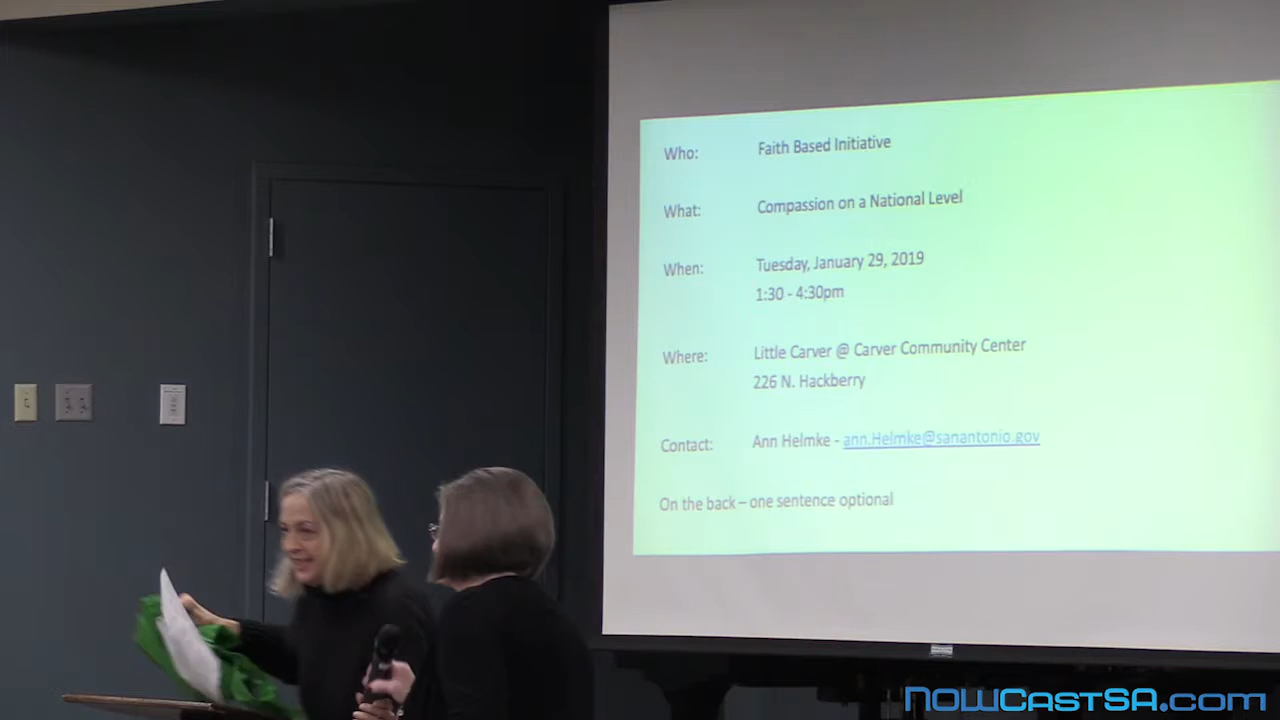 Who: Faith Based Initiative
What: Compassion on a National Level
When: Tuesday, January 29, 2019
1:30 - 4:30pm
Where: Little Carver @ Carver Community Center
226 N. Hackberry
Contact: Ann Helmke - ann.Helmke@sanantonio.gov
On the back – one sentence optional
NOWCASTSA.com